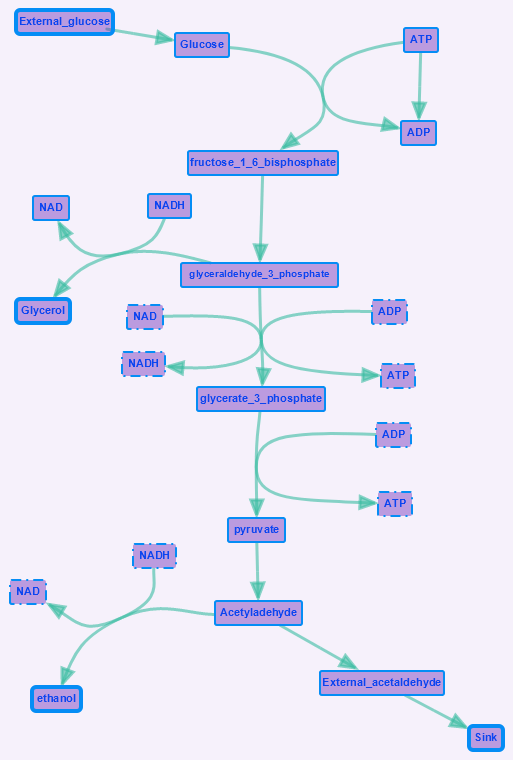 External_glucose
Glucose
ATP
ADP
fructose_1_6_bisphosphate
NAD
NADH
glyceraldehyde_3_phosphate
Glycerol
NAD
ADP
NADH
ATP
glycerate_3_phosphate
ADP
ATP
pyruvate
NADH
NAD
Acetyladehyde
External_acetaldehyde
ethanol
Sink